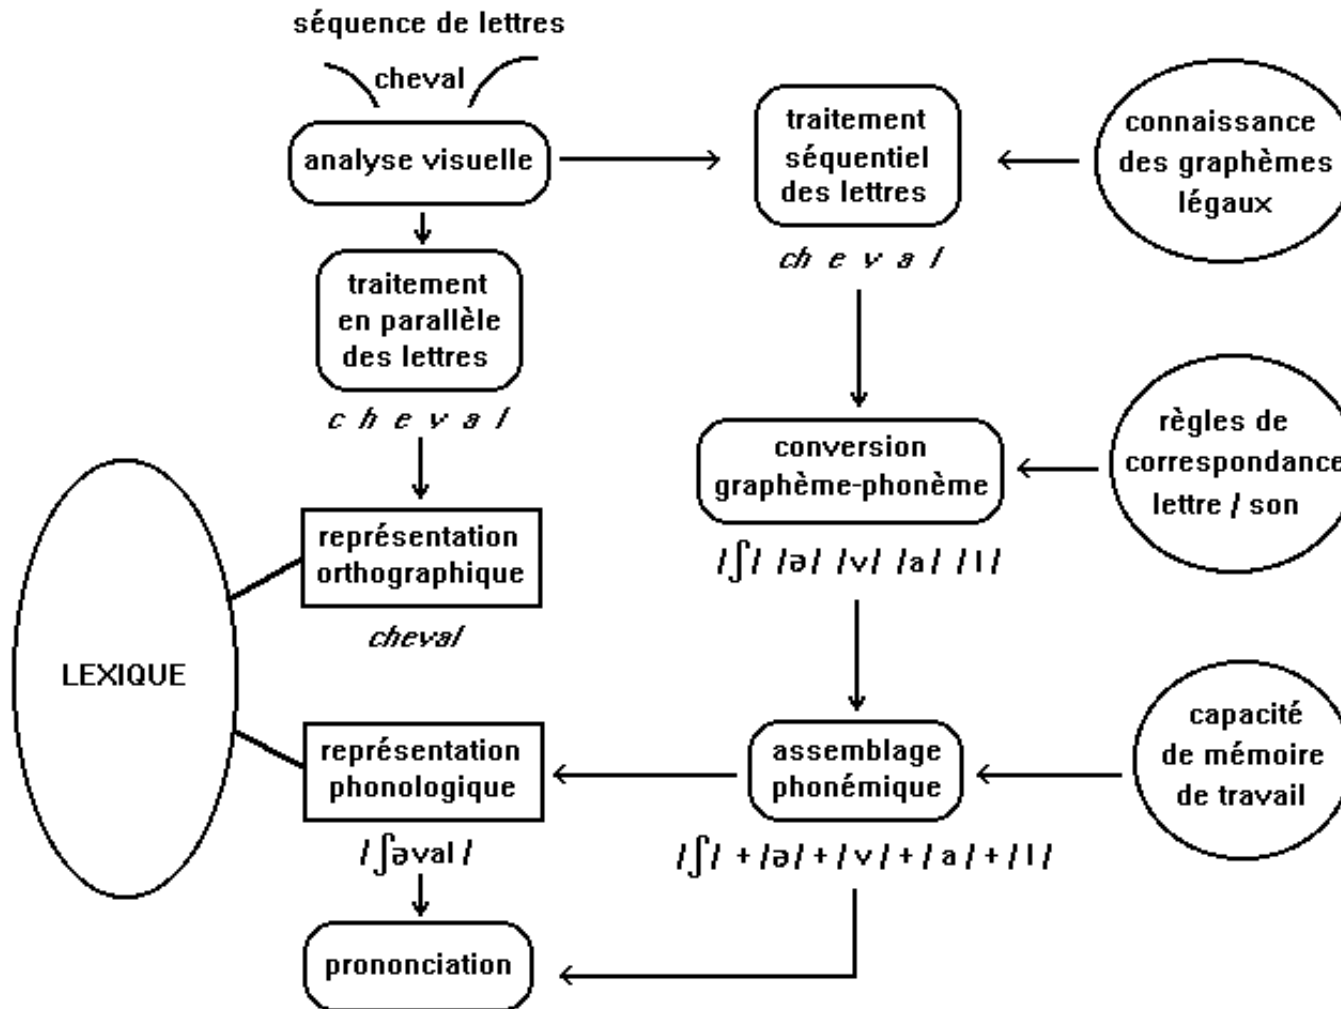 séquence de lettres
cheval
analyse visuelle
traitement
séquentiel
des lettres
connaissance
des graphèmes
légaux
ch e v a l
traitement
en parallèle
des lettres
c h e v a l
conversion
graphème-phonème
règles de
correspondance
lettre / son
/ʃ/ /ə/ /v/ /a/ /l/
représentation
orthographique
cheval
LEXIQUE
représentation
phonologique
/ʃəval/
assemblage
phonémique
/ʃ/ + /ə/ + /v/ + /a/ + /l/
capacité
de mémoire
de travail
prononciation